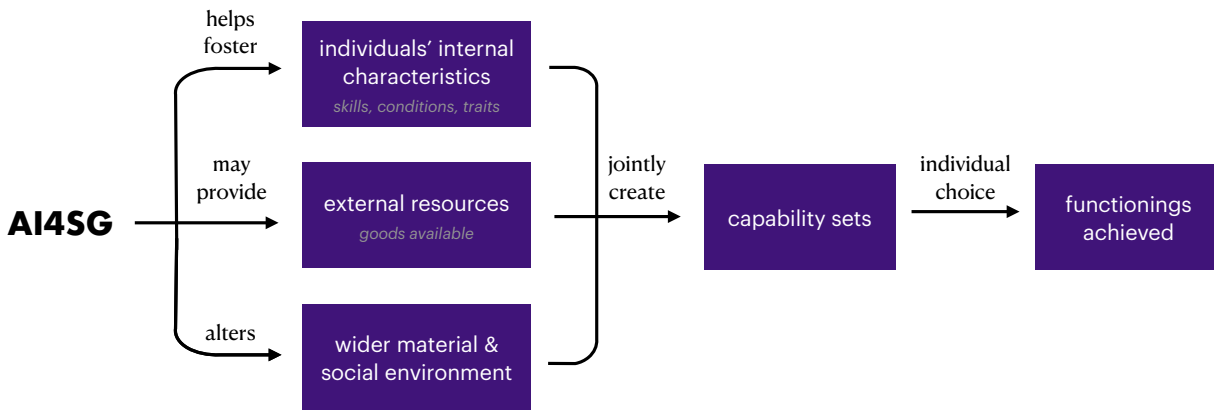 helps
foster
individuals’ internal
characteristics
skills, conditions, traits
may
provide
AI4SG
external resources
goods available
alters
wider material &
social environment
jointly
create
capability sets
individual
choice
functionings
achieved